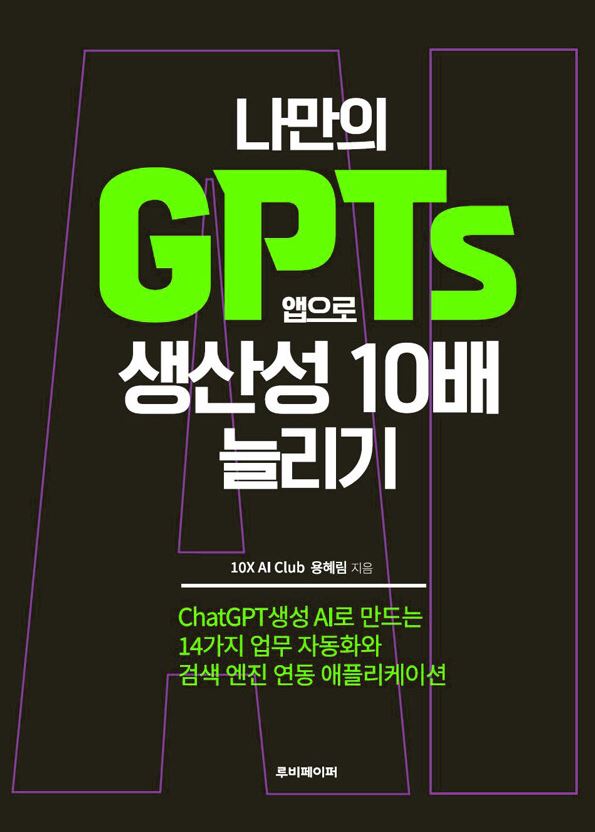 나만의
GPTs
앱으로
생산성 10배
늘리기
10X AI Club 용혜림 지음
ChatGPT생성 AI로 만드는
14가지 업무 자동화와
검색 엔진 연동 애플리케이션
루비페이퍼
AI